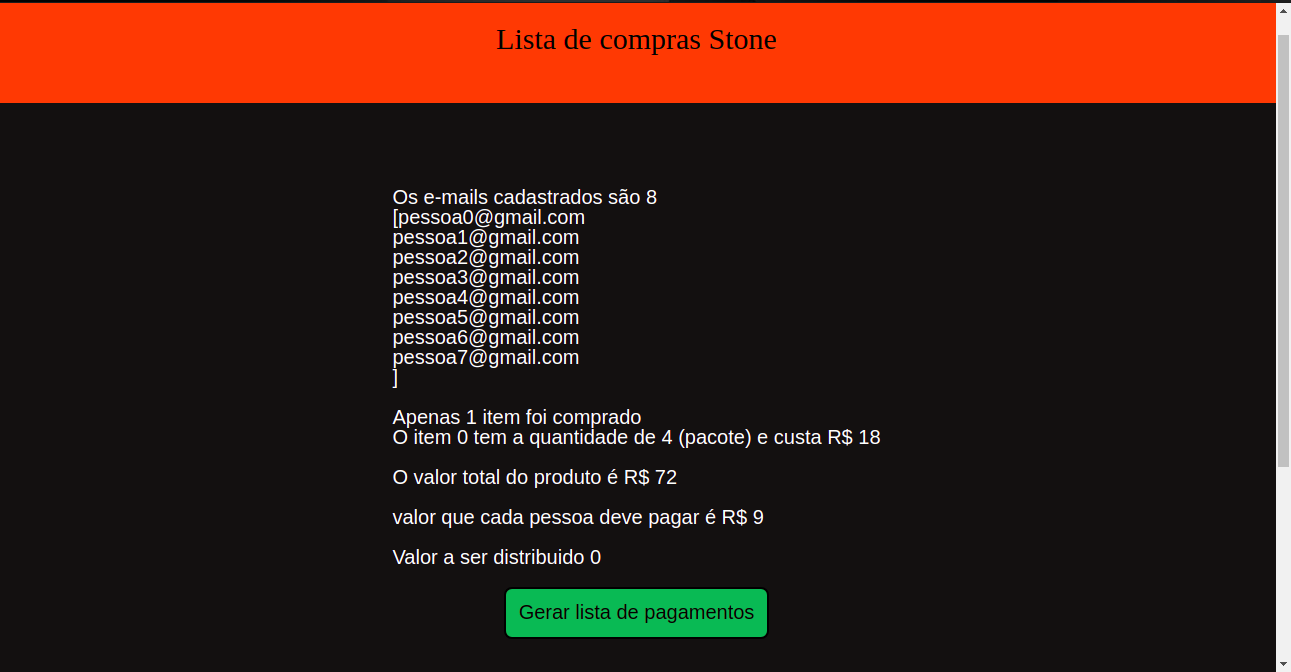 Lista de compras Stone
Os e-mails cadastrados são 8
[pessoa0@gmail.com
pessoa1@gmail.com
pessoa2@gmail.com
pessoa3@gmail.com
pessoa4@gmail.com
pessoa5@gmail.com
pessoa6@gmail.com
pessoa7@gmail.com
]
Apenas 1 item foi comprado
O item 0 tem a quantidade de 4 (pacote) e custa R$ 18
O valor total do produto é R$ 72
valor que cada pessoa deve pagar é R$ 9
Valor a ser distribuido 0
Gerar lista de pagamentos